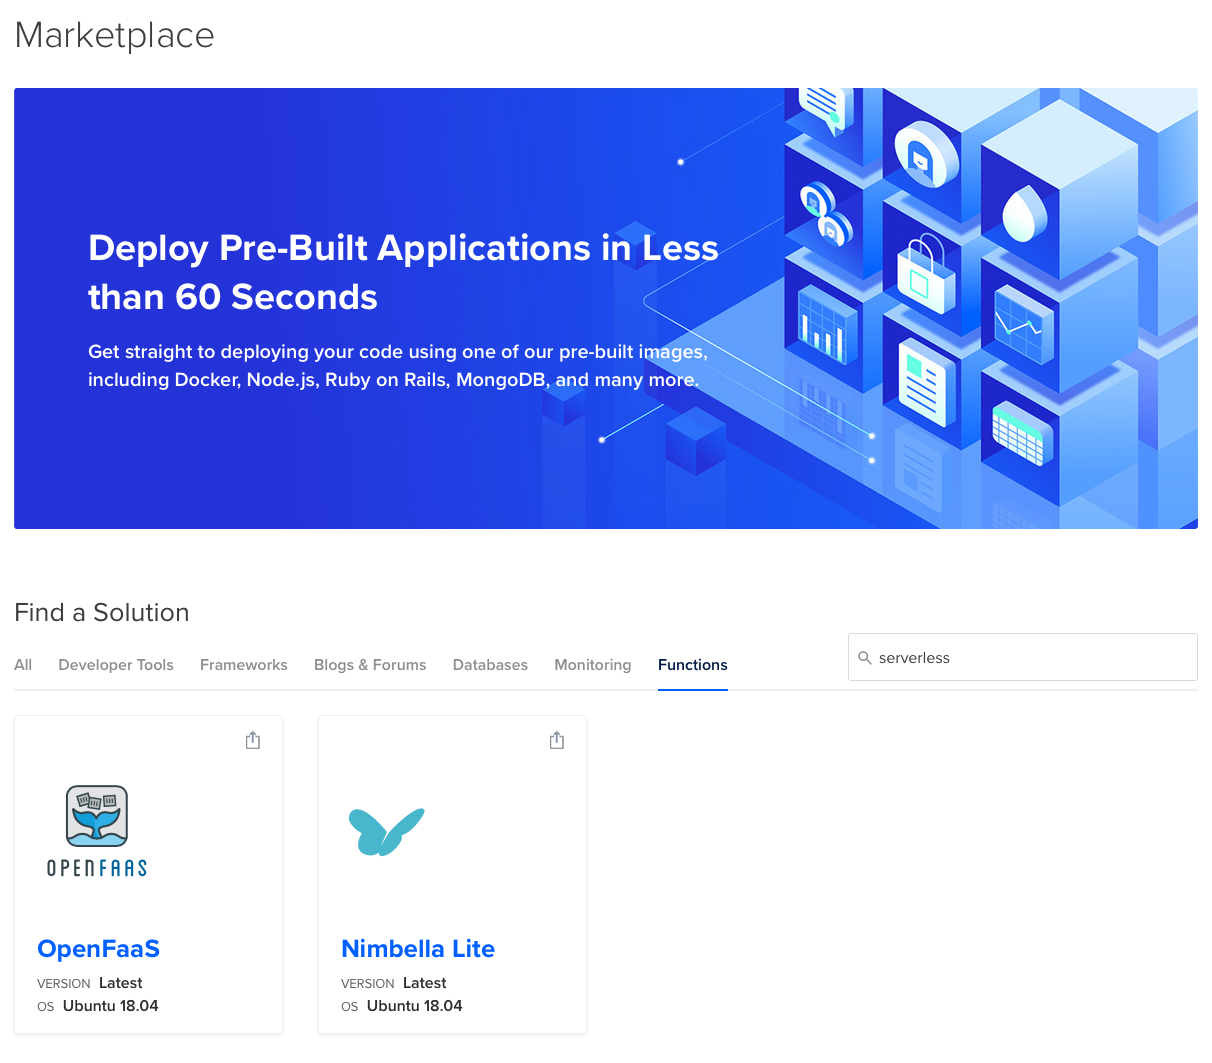 Marketplace
Deploy Pre-Built Applications in Less
than 60 Seconds
Get straight to deploying your code using one of our pre-built images,
including Docker, Node.js, Ruby on Rails, MongoDB, and many more.
Find a Solution
All Developer Tools Frameworks Blogs & Forums Databases Monitoring Functions
serverless
OPENFAAS
OpenFaaS
VERSION Latest
OS Ubuntu 18.04
Nimbella Lite
VERSION Latest
OS Ubuntu 18.04